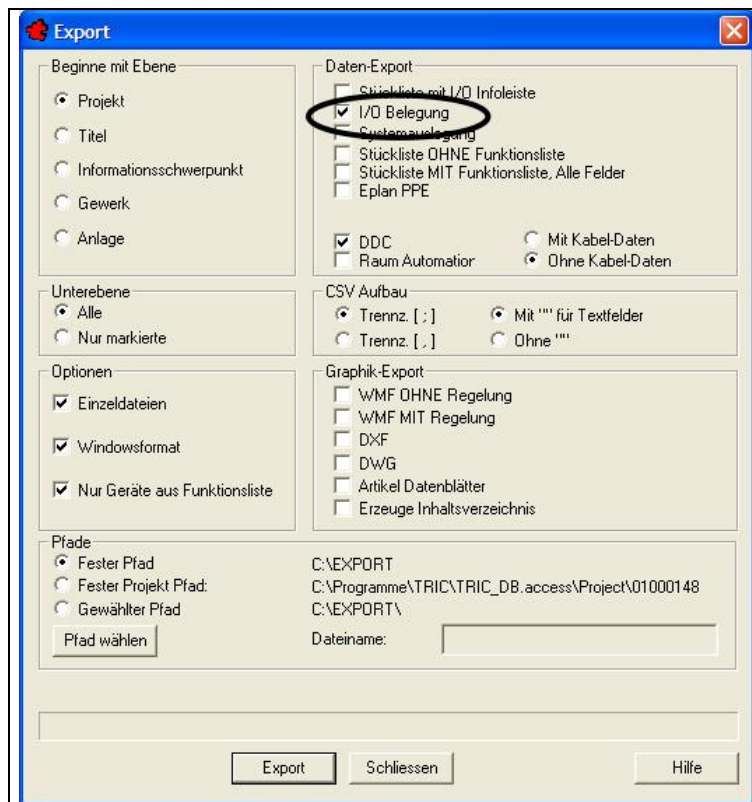 Export
Beginne mit Ebene
Projekt
Titel
Informationsschwerpunkt
Gewerk
Anlage
Daten-Export
Stückliste mit I/O Infoleiste
I/O Belegung
Systemauslegung
Stückliste OHNE Funktionsliste
Stückliste MIT Funktionsliste, Alle Felder
Eplan PPE
DDC
Raum Automation
Mit Kabel-Daten
Ohne Kabel-Daten
Unterebene
Alle
Nur markierte
CSV Aufbau
Trennz. [ ; ]
Mit "" für Textfelder
Trennz. [ , ]
Ohne ""
Optionen
Einzeldateien
Windowsformat
Nur Geräte aus Funktionsliste
Graphik-Export
WMF OHNE Regelung
WMF MIT Regelung
DXF
DWG
Artikel Datenblätter
Erzeuge Inhaltsverzeichnis
Pfade
Fester Pfad C:\EXPORT
Fester Projekt Pfad: C:\Programme\TRIC\TRIC_DB.access\Project\01000148
Gewählter Pfad C:\EXPORT\
Pfad wählen Dateiname:
Export Schliessen Hilfe